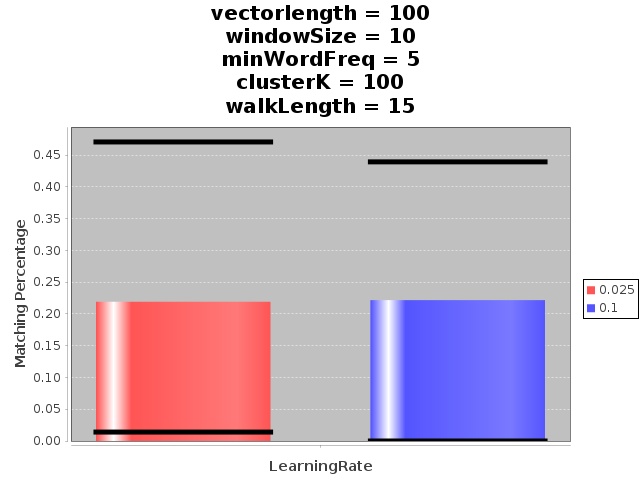 vectorlength = 100
windowSize = 10
minWordFreq = 5
clusterK = 100
walkLength = 15
Matching Percentage
0.45
0.40
0.35
0.30
0.25
0.20
0.15
0.10
0.05
0.00
LearningRate
0.025
0.1